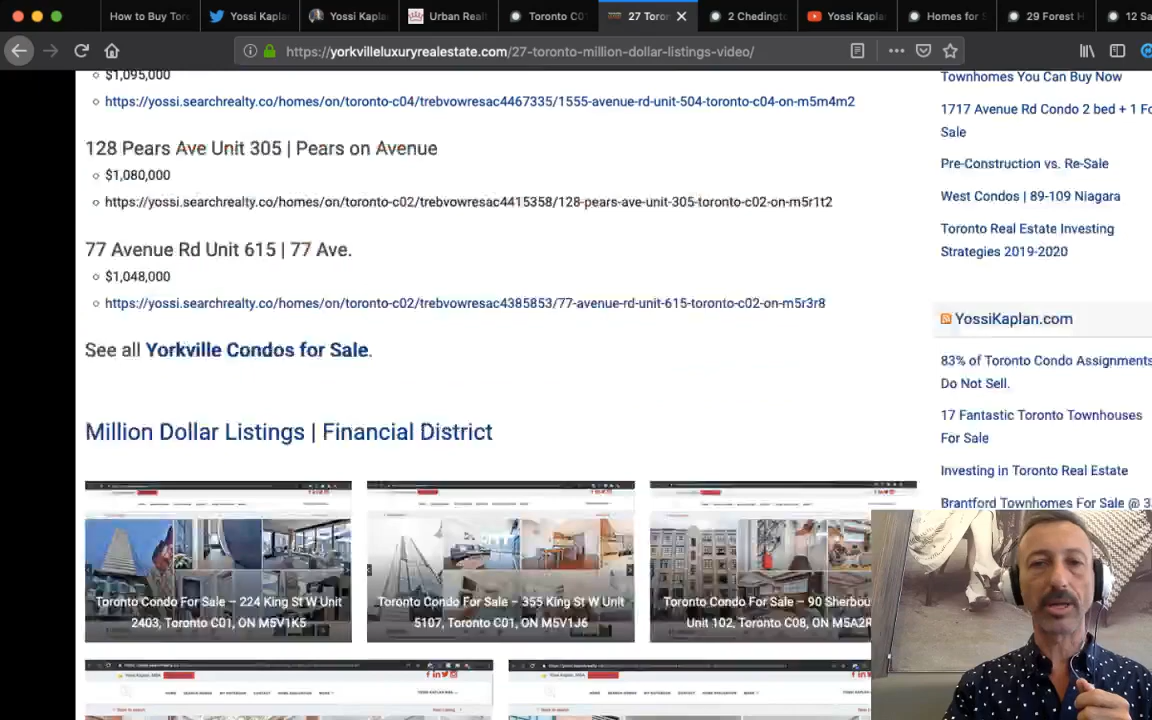 How to Buy Toro
Yossi Kapla
Yossi Kapla
Urban Realt
Toronto C01
27 Toror
2 Chedingt
Yossi Kapla
Homes for S
29 Forest H
12 Sa
https://yorkvilleluxuryrealestate.com/27-toronto-million-dollar-listings-video/
$1,095,000
https://yossi.searchrealty.co/homes/on/toronto-c04/trebvowresac4467335/1555-avenue-rd-unit-504-toronto-c04-on-m5m4m2
128 Pears Ave Unit 305 | Pears on Avenue
$1,080,000
https://yossi.searchrealty.co/homes/on/toronto-c02/trebvowresac4415358/128-pears-ave-unit-305-toronto-c02-on-m5r1t2
77 Avenue Rd Unit 615 | 77 Ave.
$1,048,000
https://yossi.searchrealty.co/homes/on/toronto-c02/trebvowresac4385853/77-avenue-rd-unit-615-toronto-c02-on-m5r3r8
See all Yorkville Condos for Sale.
Million Dollar Listings | Financial District
Toronto Condo For Sale – 224 King St W Unit
2403, Toronto C01, ON M5V1K5
Toronto Condo For Sale – 355 King St W Unit
5107, Toronto C01, ON M5V1J6
Toronto Condo For Sale – 90 Sherbou
Unit 102, Toronto C08, ON M5A2R
Townhomes You Can Buy Now
1717 Avenue Rd Condo 2 bed + 1 Fo
Sale
Pre-Construction vs. Re-Sale
West Condos | 89-109 Niagara
Toronto Real Estate Investing
Strategies 2019-2020
YossiKaplan.com
83% of Toronto Condo Assignments
Do Not Sell.
17 Fantastic Toronto Townhouses
For Sale
Investing in Toronto Real Estate
Brantford Townhomes For Sale @ 3